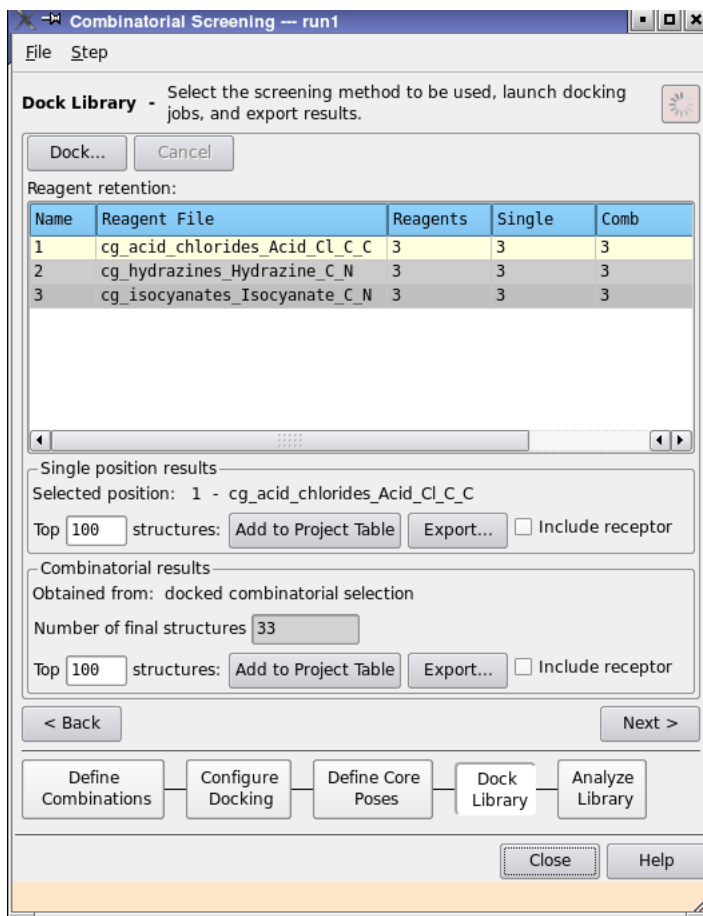 Combinatorial Screening --- run1
File Step
Dock Library - Select the screening method to be used, launch docking
jobs, and export results.
Dock... Cancel
Reagent retention:
Name Reagent File Reagents Single Comb
1 cg_acid_chlorides_Acid_Cl_C_C 3 3 3
2 cg_hydrazines_Hydrazine_C_N 3 3 3
3 cg_isocyanates_Isocyanate_C_N 3 3 3
Single position results
Selected position: 1 - cg_acid_chlorides_Acid_Cl_C_C
Top 100 structures: Add to Project Table Export... Include receptor
Combinatorial results
Obtained from: docked combinatorial selection
Number of final structures 33
Top 100 structures: Add to Project Table Export... Include receptor
< Back Next >
Define Configure Define Core Dock Analyze
Combinations Docking Poses Library Library
Close Help